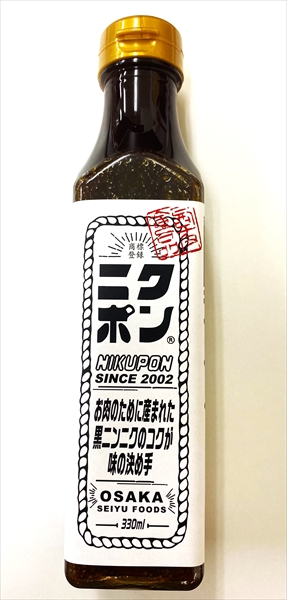 商標
登録
ニク
ポン®
NIKUPON
SINCE 2002
お肉のために産まれた
黒ニンニクのコクが
味の決め手
OSAKA
SEIYU FOODS
330ml